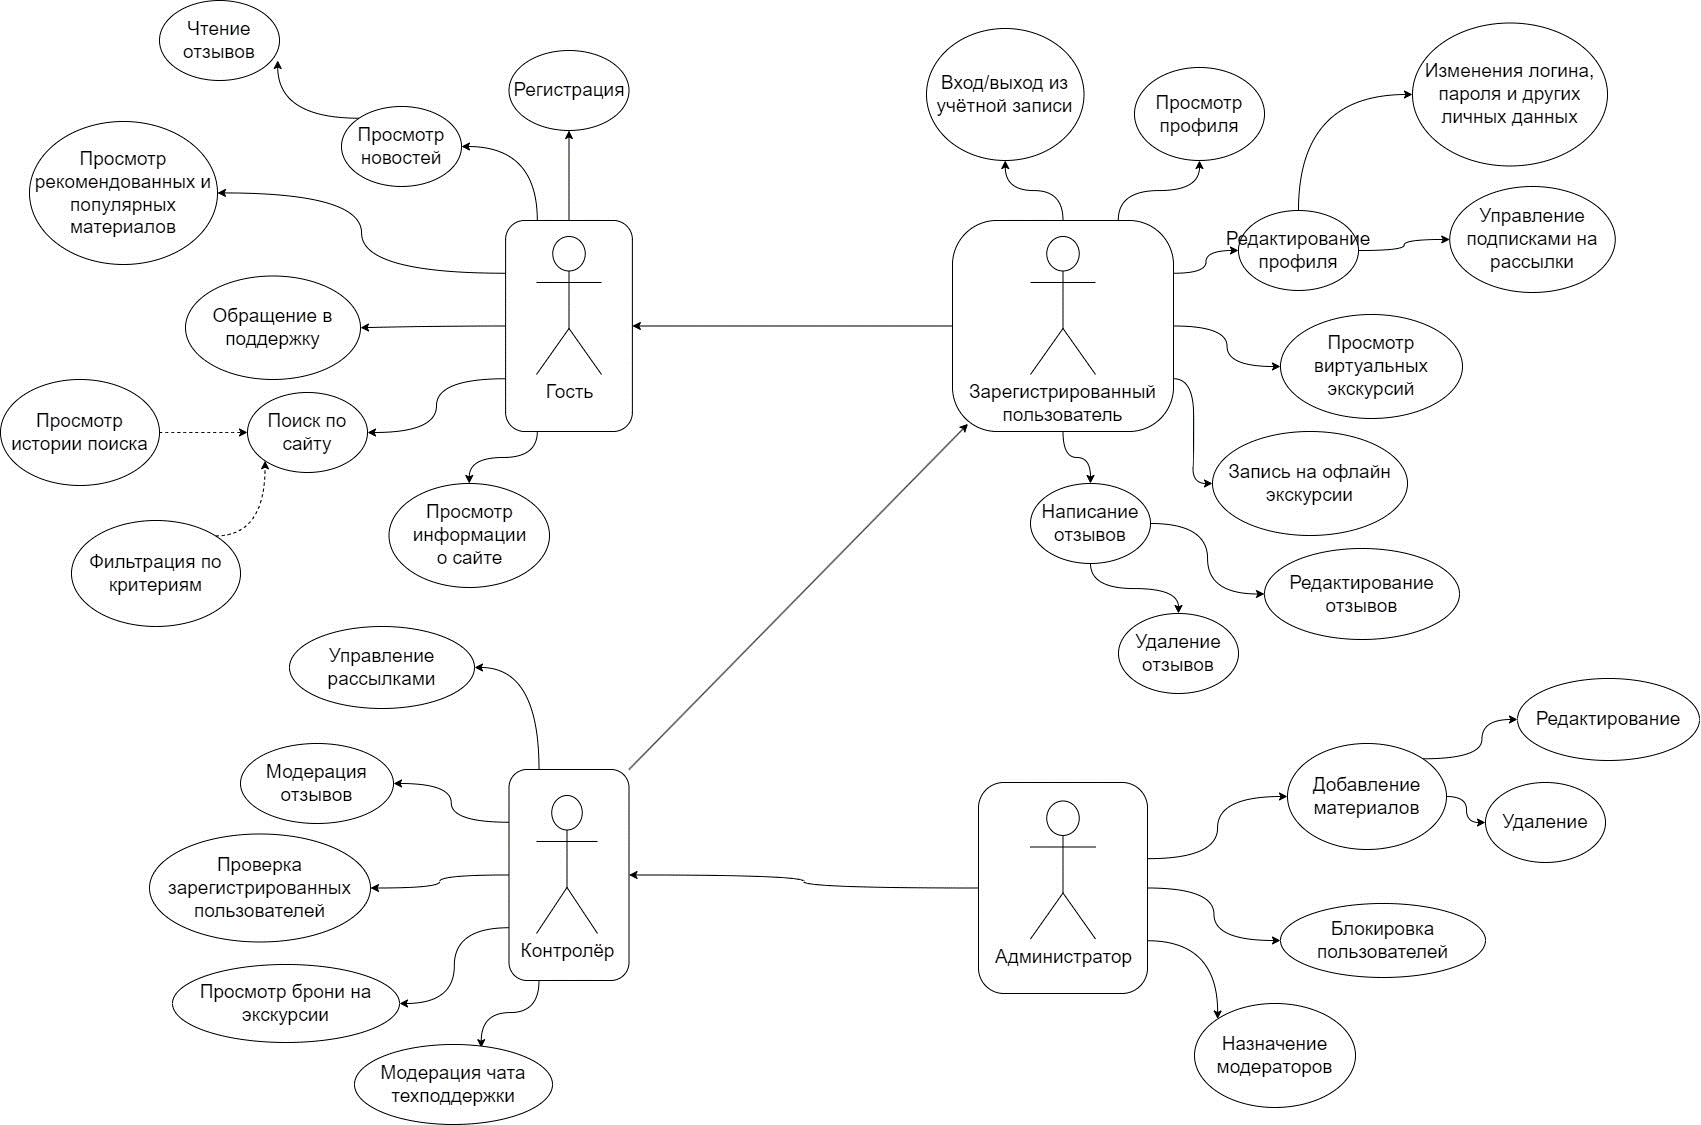 Чтение
отзывов
Регистрация
Просмотр
новостей
Просмотр
рекомендованных и
популярных
материалов
Обращение в
поддержку
Просмотр
истории поиска
Поиск по
сайту
Фильтрация по
критериям
Просмотр
информации
о сайте
Гость
Вход/выход из
учётной записи
Просмотр
профиля
Изменения логина,
пароля и других
личных данных
Редактирование
профиля
Управление
подписками на
рассылки
Просмотр
виртуальных
экскурсий
Зарегистрированный
пользователь
Запись на офлайн
экскурсии
Написание
отзывов
Редактирование
отзывов
Удаление
отзывов
Управление
рассылками
Модерация
отзывов
Проверка
зарегистрированных
пользователей
Контролёр
Просмотр брони на
экскурсии
Модерация чата
техподдержки
Администратор
Добавление
материалов
Редактирование
Удаление
Блокировка
пользователей
Назначение
модераторов